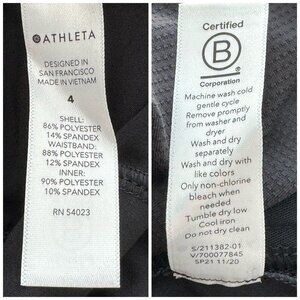 ATHLETA
DESIGNED IN
SAN FRANCISCO
MADE IN VIETNAM
4
SHELL:
86% POLYESTER
14% SPANDEX
WAISTBAND:
88% POLYESTER
12% SPANDEX
INNER:
90% POLYESTER
10% SPANDEX
RN 54023
Certified
B
Corporation
Machine wash cold
gentle cycle
Remove promptly
from washer and
dryer
Wash and dry
separately
Wash and dry with
like colors
Only non-chlorine
bleach when
needed
Tumble dry low
Cool iron
Do not dry clean
S/211382-01
V/700077845
SP21 11/20